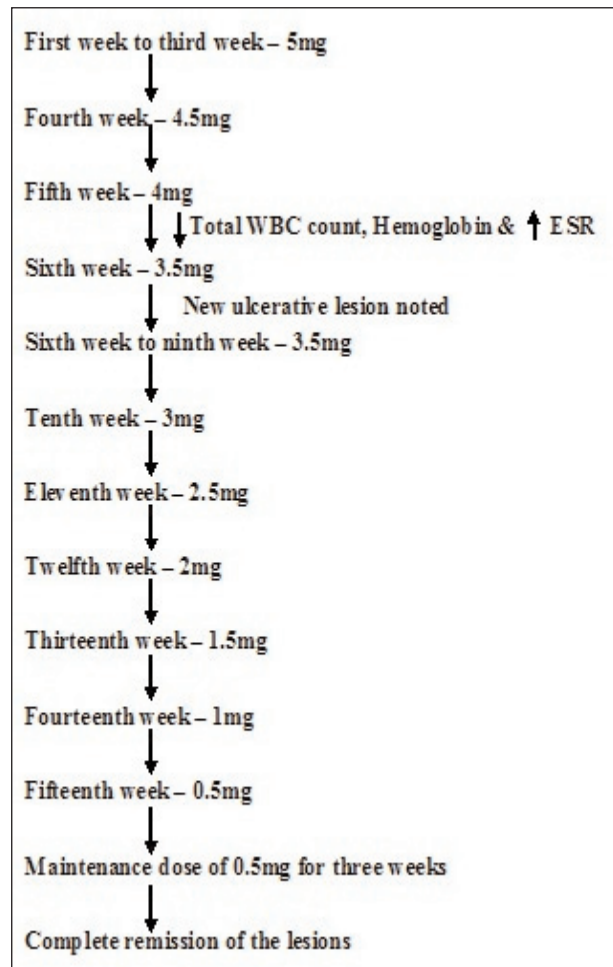 First week to third week – 5mg
Fourth week – 4.5mg
Fifth week – 4mg
↓ Total WBC count, Hemoglobin & ↑ ESR
Sixth week – 3.5mg
New ulcerative lesion noted
Sixth week to ninth week – 3.5mg
Tenth week – 3mg
Eleventh week – 2.5mg
Twelfth week – 2mg
Thirteenth week – 1.5mg
Fourteenth week – 1mg
Fifteenth week – 0.5mg
Maintenance dose of 0.5mg for three weeks
Complete remission of the lesions